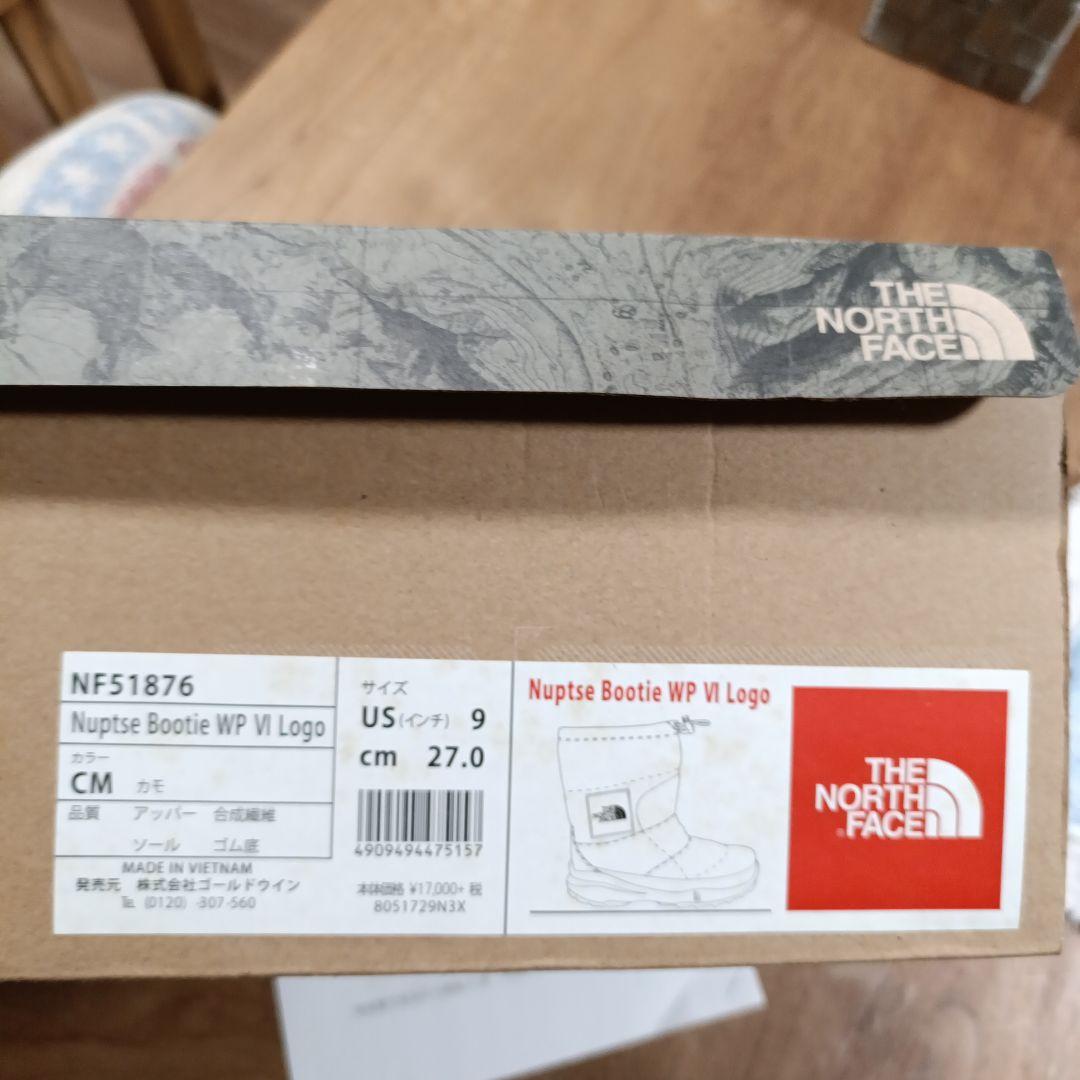 THE
NORTH
FACE
NF51876
Nuptse Bootie WP VI Logo
カラー
CM カモ
品質 アッパー 合成繊維
ソール ゴム底
MADE IN VIETNAM
発売元 株式会社ゴールドウイン
TEL (0120) -307-560
サイズ
US (インチ) 9
cm 27.0
4909494475157
本体価格 ¥17,000+ 税
8051729N3X
Nuptse Bootie WP VI Logo
THE
NORTH
FACE